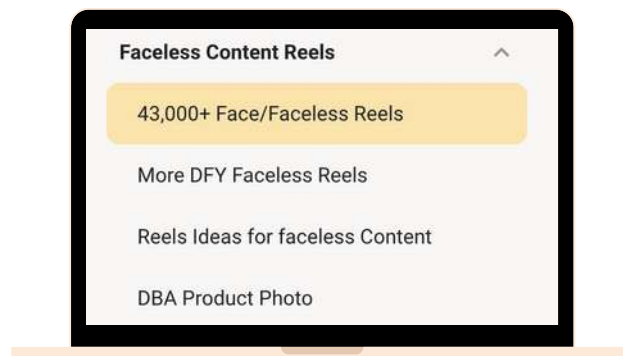 Faceless Content Reels
43,000+ Face/Faceless Reels
More DFY Faceless Reels
Reels Ideas for faceless Content
DBA Product Photo